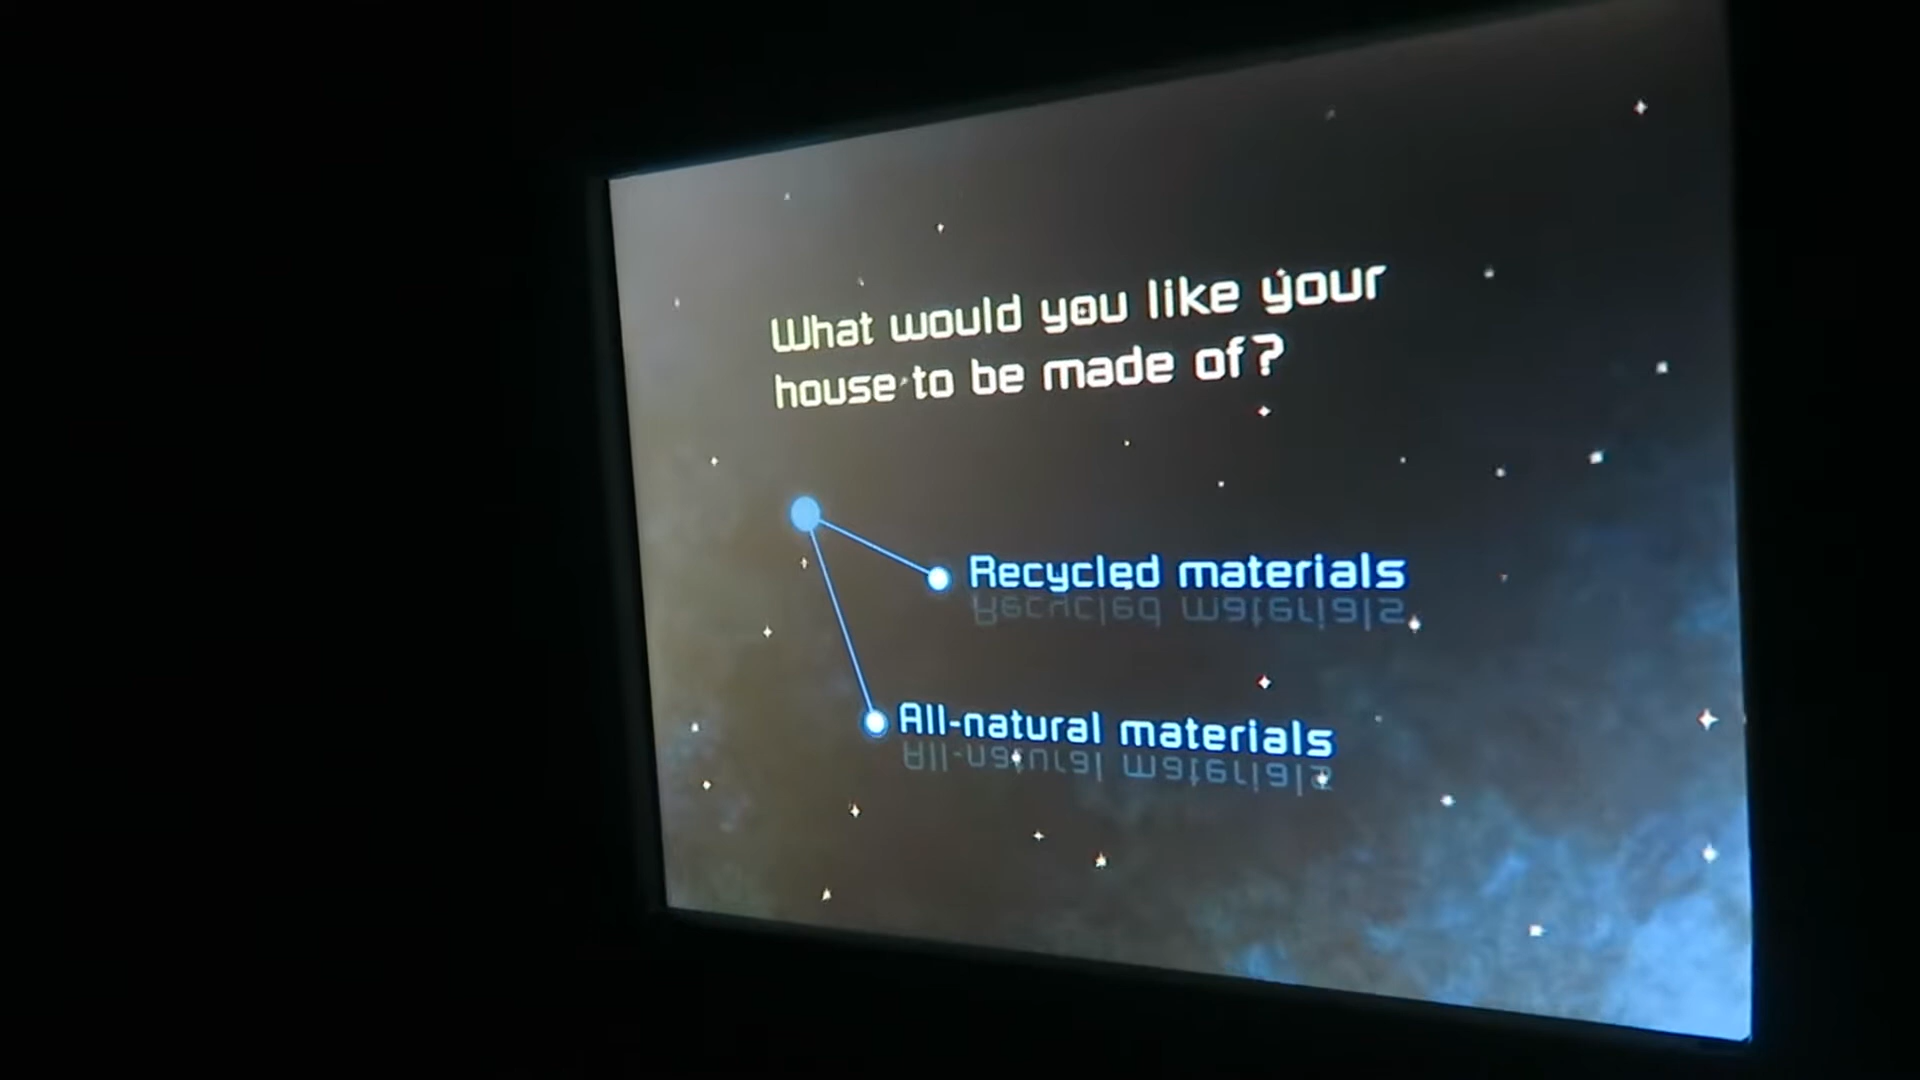 What would you like your
house to be made of?
Recycled materials
All-natural materials